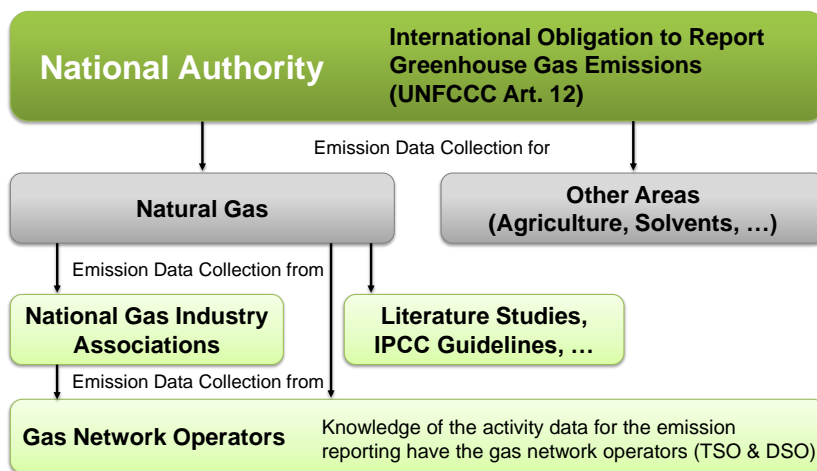 National Authority
International Obligation to Report
Greenhouse Gas Emissions
(UNFCCC Art. 12)
Emission Data Collection for
Natural Gas
Other Areas
(Agriculture, Solvents, …)
Emission Data Collection from
National Gas Industry
Associations
Literature Studies,
IPCC Guidelines, …
Emission Data Collection from
Gas Network Operators
Knowledge of the activity data for the emission
reporting have the gas network operators (TSO & DSO)